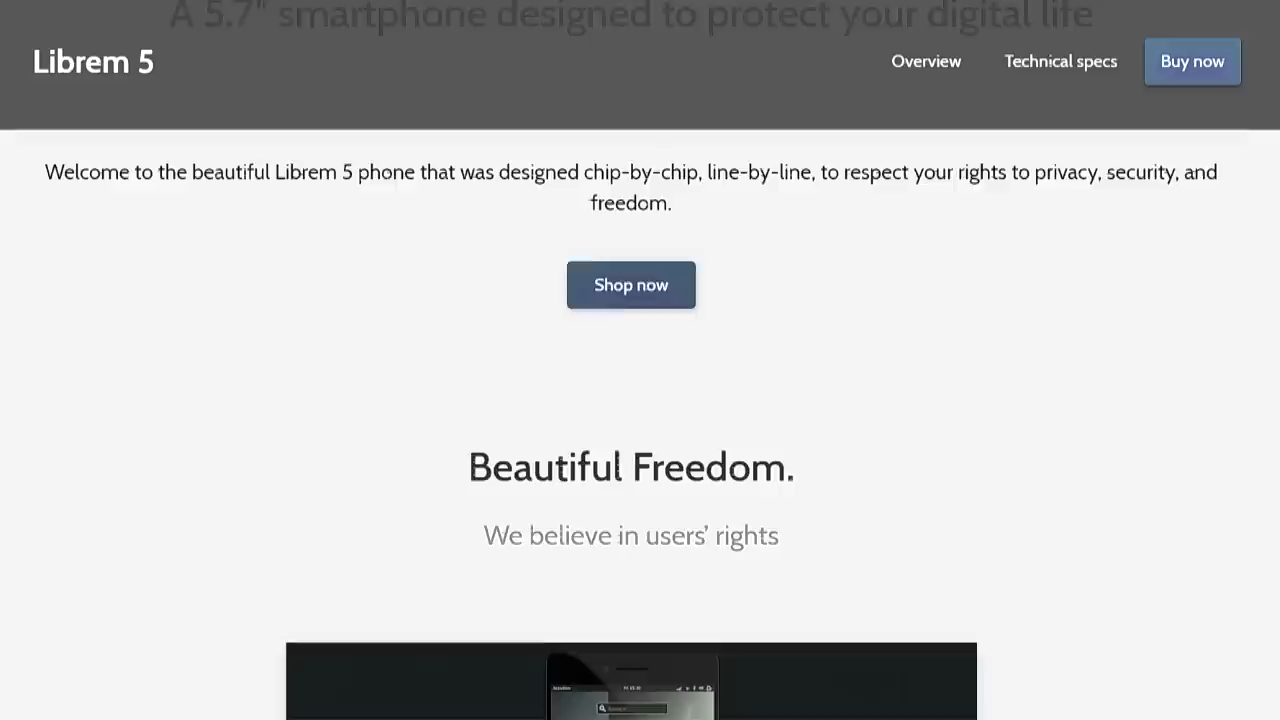 A 5.7" smartphone designed to protect your digital life
Librem 5
Overview
Technical specs
Buy now
Welcome to the beautiful Librem 5 phone that was designed chip-by-chip, line-by-line, to respect your rights to privacy, security, and
freedom.
Shop now
Beautiful Freedom.
We believe in users’ rights